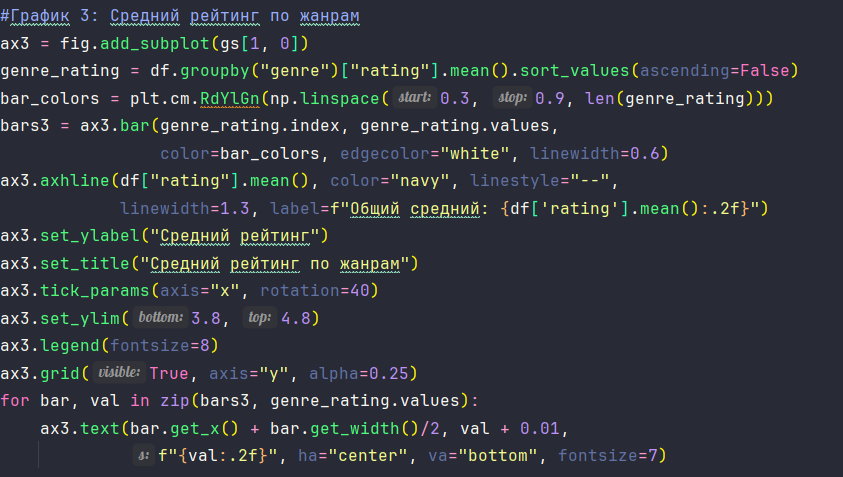 #График 3: Средний рейтинг по жанрам
ax3 = fig.add_subplot(gs[1, 0])
genre_rating = df.groupby("genre")["rating"].mean().sort_values(ascending=False)
bar_colors = plt.cm.RdYlGn(np.linspace( start: 0.3, stop: 0.9, len(genre_rating)))
bars3 = ax3.bar(genre_rating.index, genre_rating.values,
color=bar_colors, edgecolor="white", linewidth=0.6)
ax3.axhline(df["rating"].mean(), color="navy", linestyle="--",
linewidth=1.3, label=f"Общий средний: {df['rating'].mean():.2f}")
ax3.set_ylabel("Средний рейтинг")
ax3.set_title("Средний рейтинг по жанрам")
ax3.tick_params(axis="x", rotation=40)
ax3.set_ylim( bottom: 3.8, top: 4.8)
ax3.legend(fontsize=8)
ax3.grid( visible: True, axis="y", alpha=0.25)
for bar, val in zip(bars3, genre_rating.values):
ax3.text(bar.get_x() + bar.get_width()/2, val + 0.01,
s: f"{val:.2f}", ha="center", va="bottom", fontsize=7)